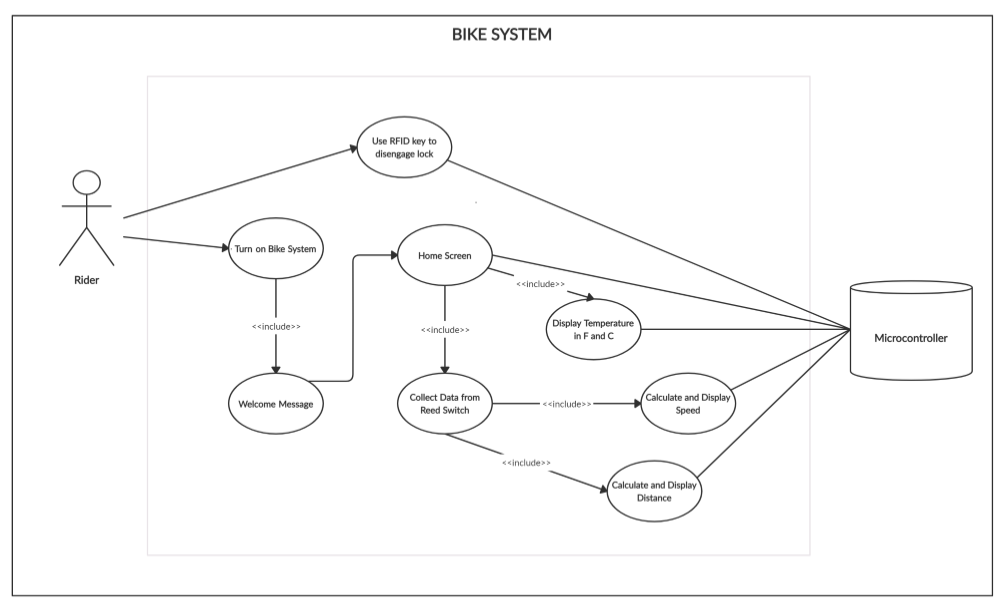 BIKE SYSTEM
Use RFID key to
disengage lock
Rider
Turn on Bike System
Home Screen
<<include>>
Display Temperature
in F and C
Microcontroller
<<include>>
<<include>>
Welcome Message
Collect Data from
Reed Switch
<<include>>
Calculate and Display
Speed
<<include>>
Calculate and Display
Distance